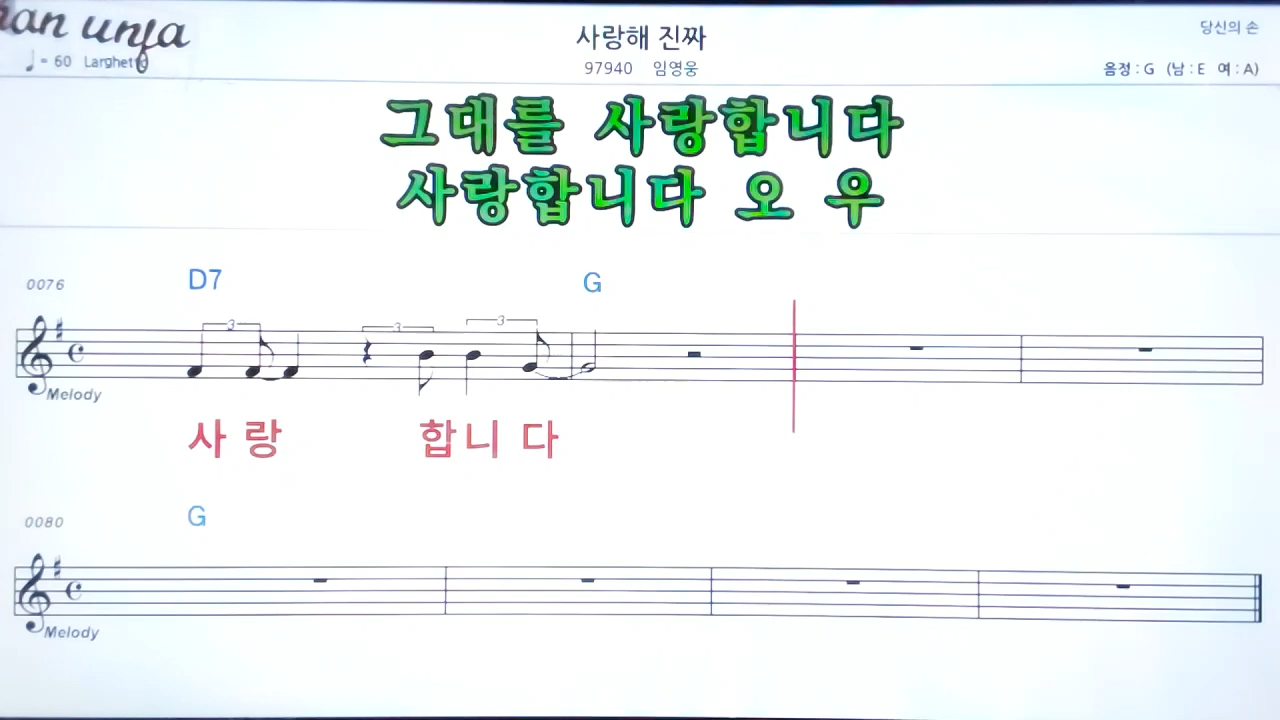 당신의 손
사랑해 진짜
♩= 60 Larghetto
97940 임영웅
음정 : G (남 : E 여 : A)
그대를 사랑합니다
사랑합니다 오 우
0076 D7 G
3 3 3
Melody
사 랑 합 니 다
0080 G
Melody